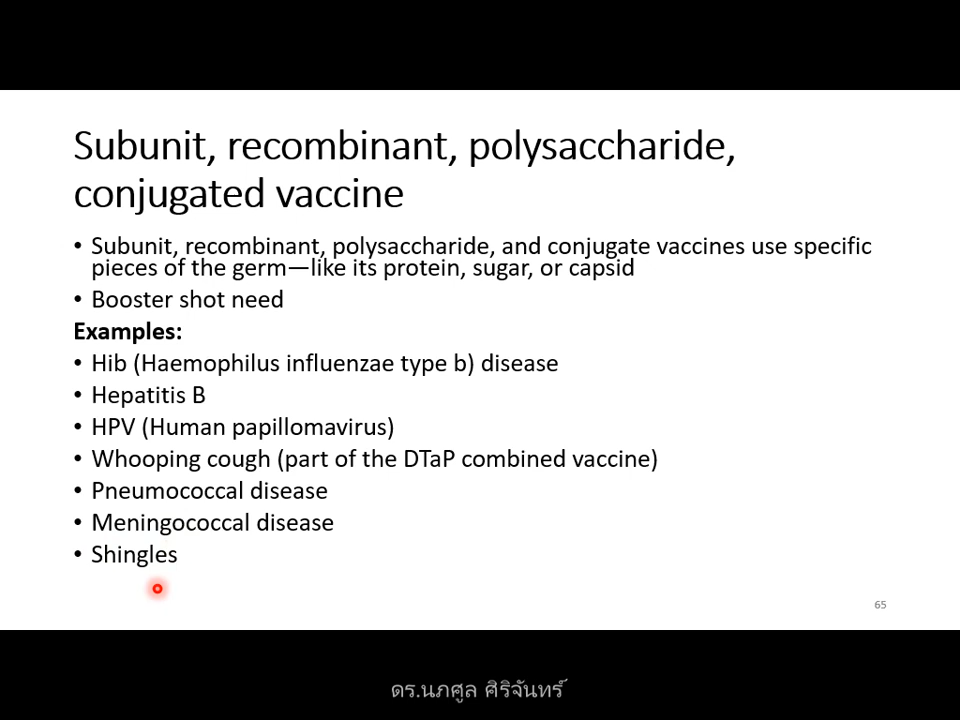 Subunit, recombinant, polysaccharide,
conjugated vaccine
• Subunit, recombinant, polysaccharide, and conjugate vaccines use specific
pieces of the germ—like its protein, sugar, or capsid
• Booster shot need
Examples:
• Hib (Haemophilus influenzae type b) disease
• Hepatitis B
• HPV (Human papillomavirus)
• Whooping cough (part of the DTaP combined vaccine)
• Pneumococcal disease
• Meningococcal disease
• Shingles
65
ดร.นภศูล ศิริจันทร์